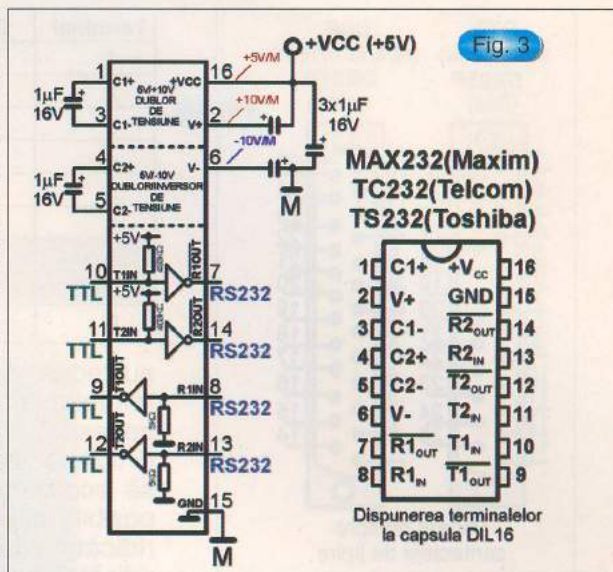 Fig. 3
+VCC (+5V)
1
C1+
5V/+10V
DUBLOR
DE
TENSIUNE
+VCC
16
+5V/M
1µF
16V
3
C1-
V+
2
+10V/M
3x1µF
16V
4
C2+
5V/-10V
DUBLOR/INVERSOR
DE
TENSIUNE
V-
6
-10V/M
1µF
16V
5
C2-
M
+5V
10
T1IN
R1OUT
7
TTL
RS232
+5V
400kΩ
11
T2IN
R2OUT
14
TTL
RS232
9
T1OUT
R1IN
8
TTL
5kΩ
RS232
12
T2OUT
R2IN
13
TTL
5kΩ
RS232
GND
15
M
MAX232(Maxim)
TC232(Telcom)
TS232(Toshiba)
1 C1+ +Vcc 16
2 V+ GND 15
3 C1- R2OUT 14
4 C2+ R2IN 13
5 C2- T2OUT 12
6 V- T2IN 11
7 R1OUT T1IN 10
8 R1IN T1OUT 9
Dispunerea terminalelor
la capsula DIL16